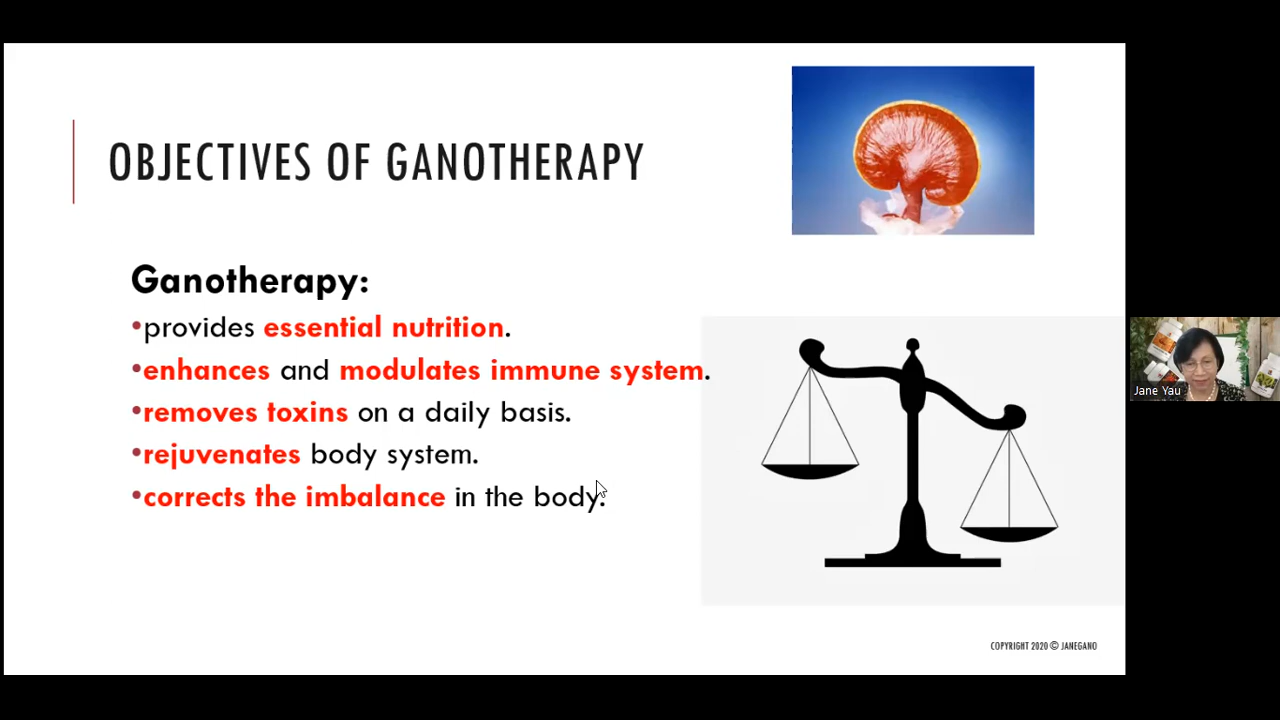 OBJECTIVES OF GANOTHERAPY
Ganotherapy:
•provides essential nutrition.
•enhances and modulates immune system.
•removes toxins on a daily basis.
•rejuvenates body system.
•corrects the imbalance in the body.
Jane Yau
COPYRIGHT 2020 © JANEGANO